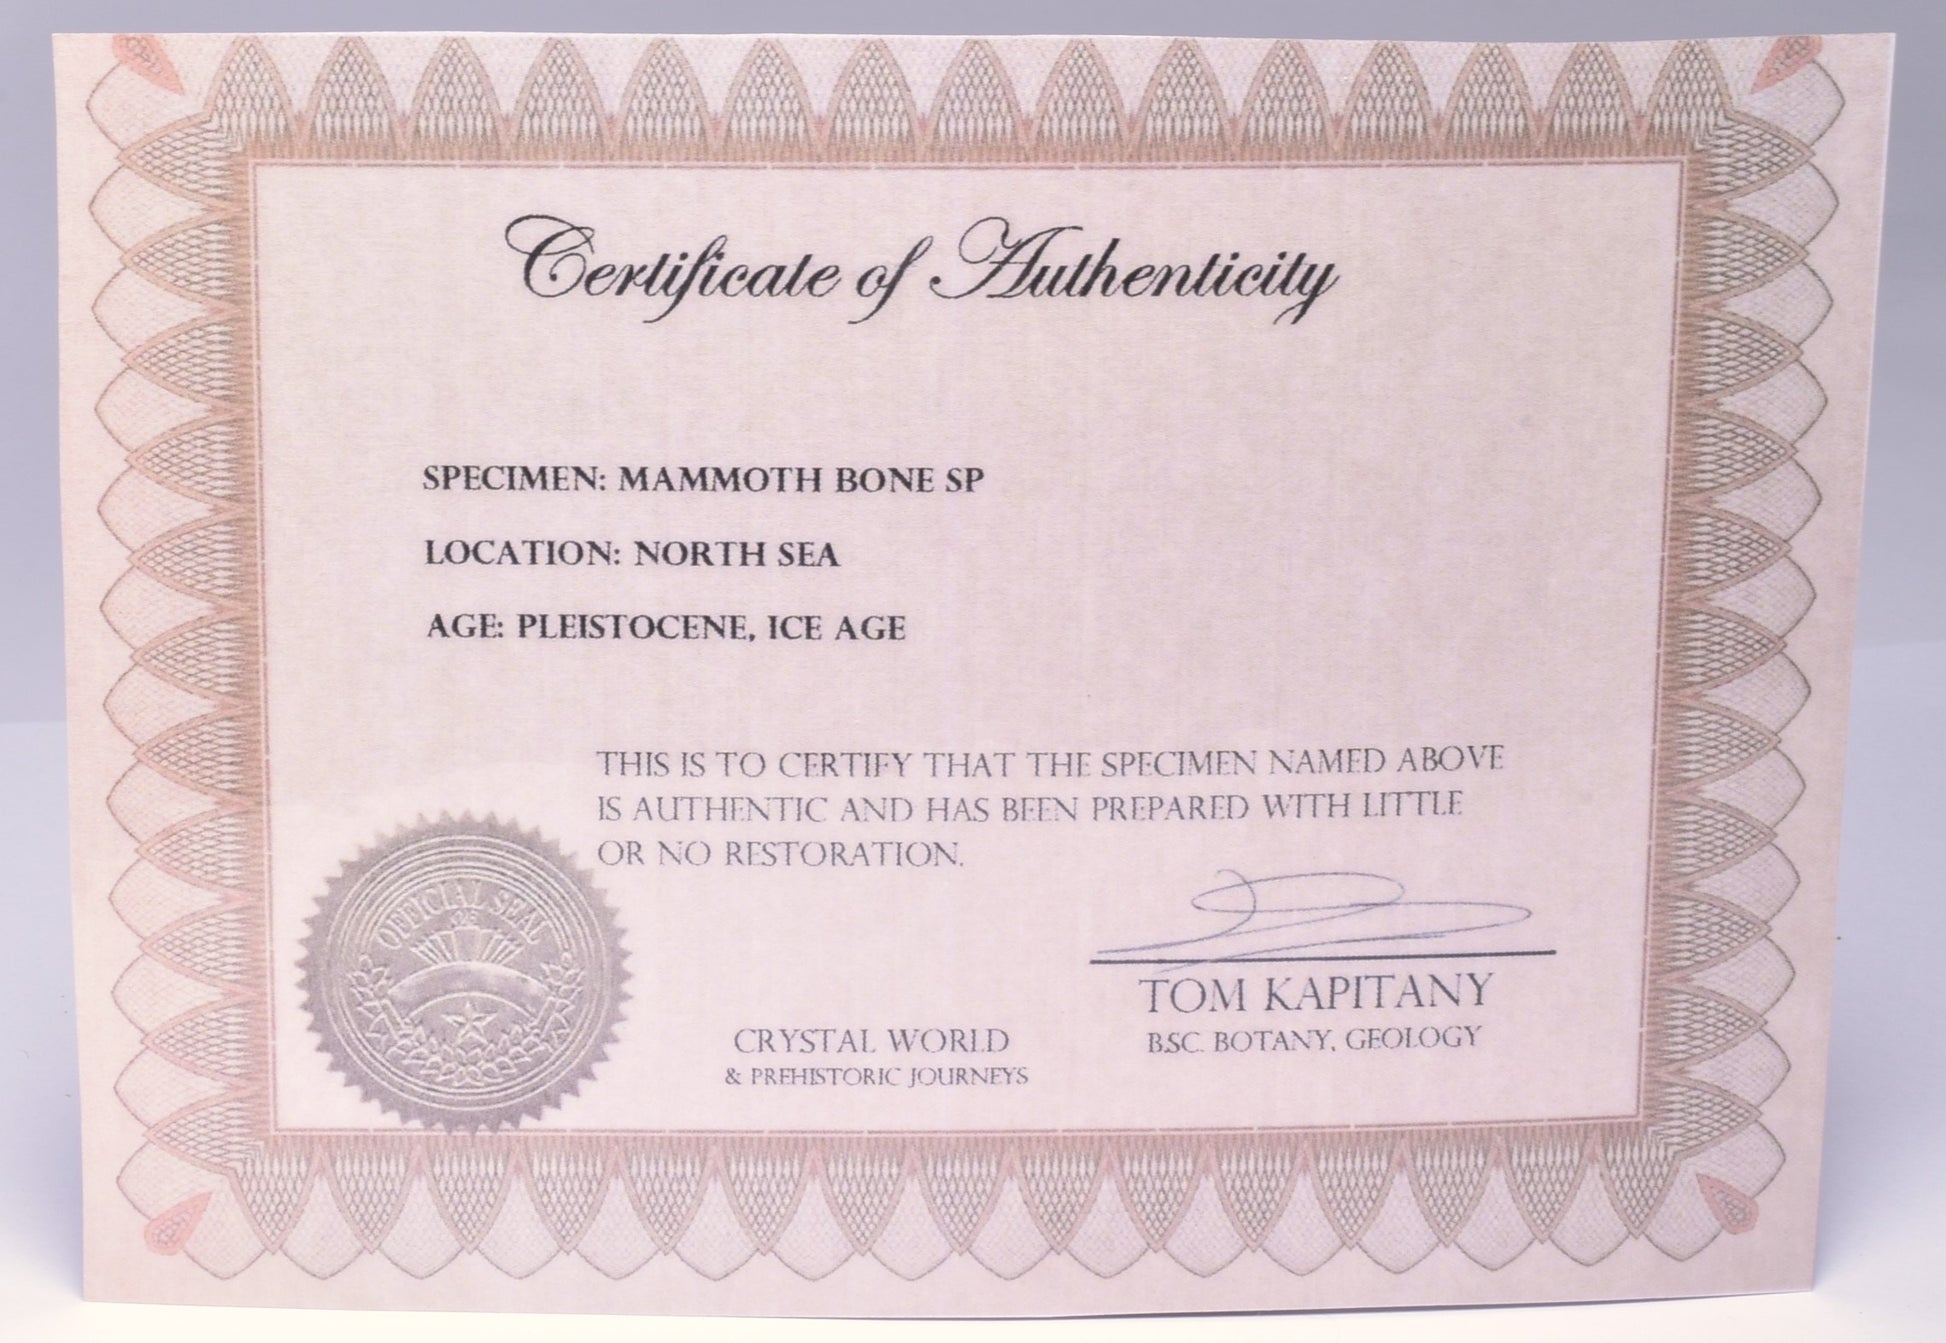 Certificate of Authenticity
SPECIMEN: MAMMOTH BONE SP
LOCATION: NORTH SEA
AGE: PLEISTOCENE, ICE AGE
THIS IS TO CERTIFY THAT THE SPECIMEN NAMED ABOVE
IS AUTHENTIC AND HAS BEEN PREPARED WITH LITTLE
OR NO RESTORATION.
OFFICIAL SEAL
OF
TOM KAPITANY
B.SC. BOTANY, GEOLOGY
CRYSTAL WORLD
& PREHISTORIC JOURNEYS